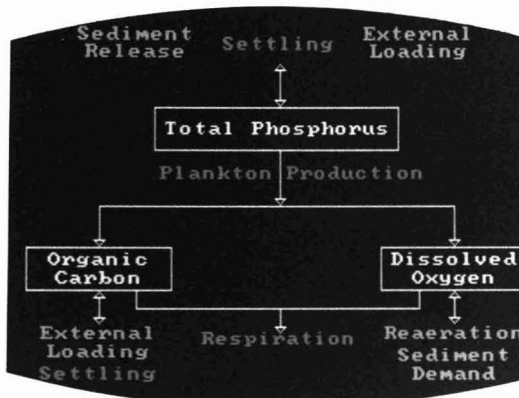 Sediment
Release
Settling
External
Loading
Total Phosphorus
Plankton Production
Organic
Carbon
Dissolved
Oxygen
External
Loading
Settling
Respiration
Reaeration
Sediment
Demand